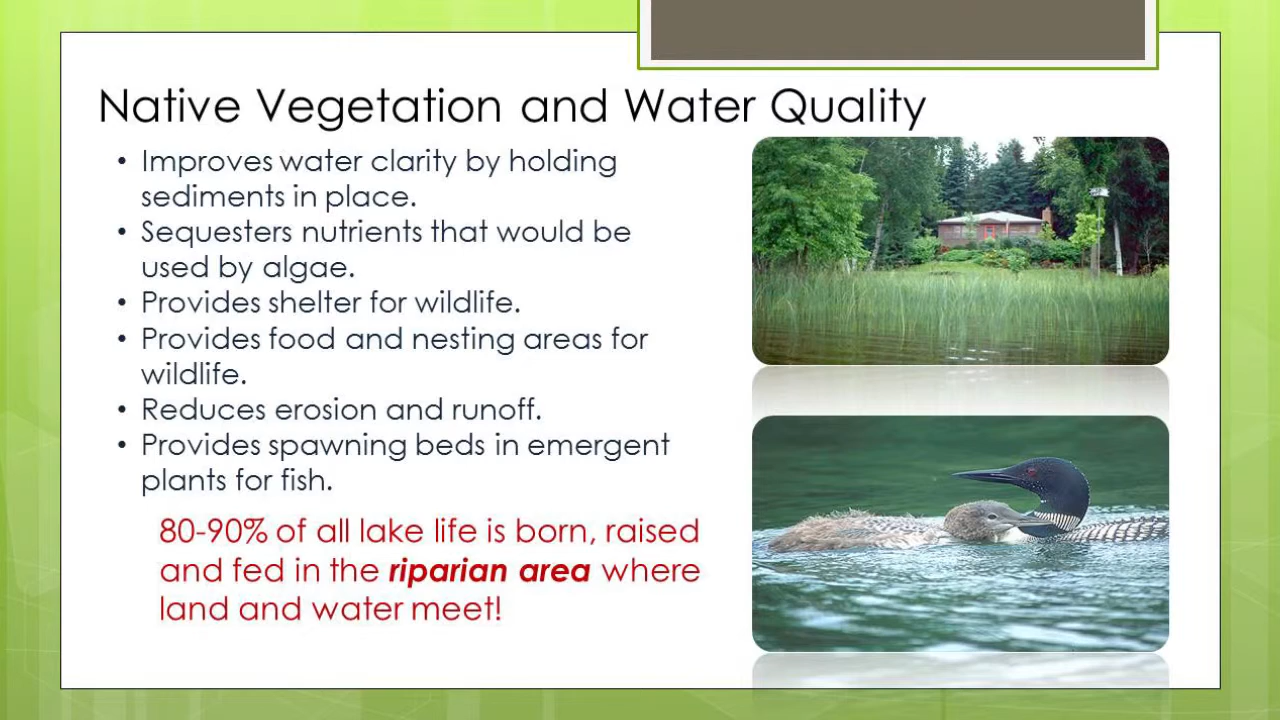 Native Vegetation and Water Quality
• Improves water clarity by holding
sediments in place.
• Sequesters nutrients that would be
used by algae.
• Provides shelter for wildlife.
• Provides food and nesting areas for
wildlife.
• Reduces erosion and runoff.
• Provides spawning beds in emergent
plants for fish.
80-90% of all lake life is born, raised
and fed in the riparian area where
land and water meet!